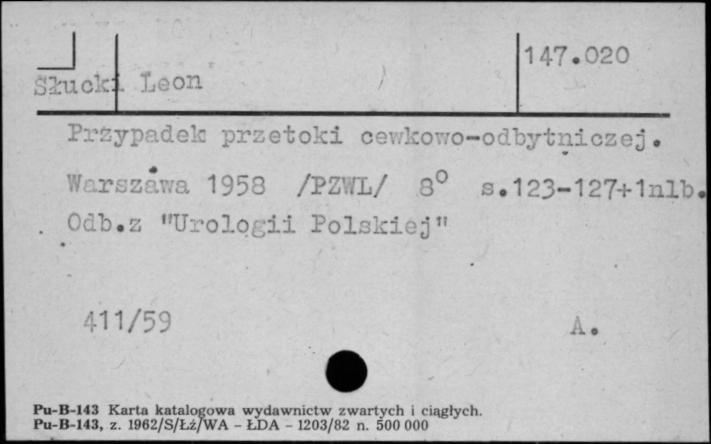 147.020
Słucki Leon
Przypadek przetoki cewkowo-odbytniczej.
Warszawa 1958 /PZWL/ 8° s.123-127+1nlb.
Odb.z "Urologii Polskiej"
411/59 A.
Pu-B-143 Karta katalogowa wydawnictw zwartych i ciągłych.
Pu-B-143, z. 1962/S/Łż/WA - ŁDA - 1203/82 n. 500 000